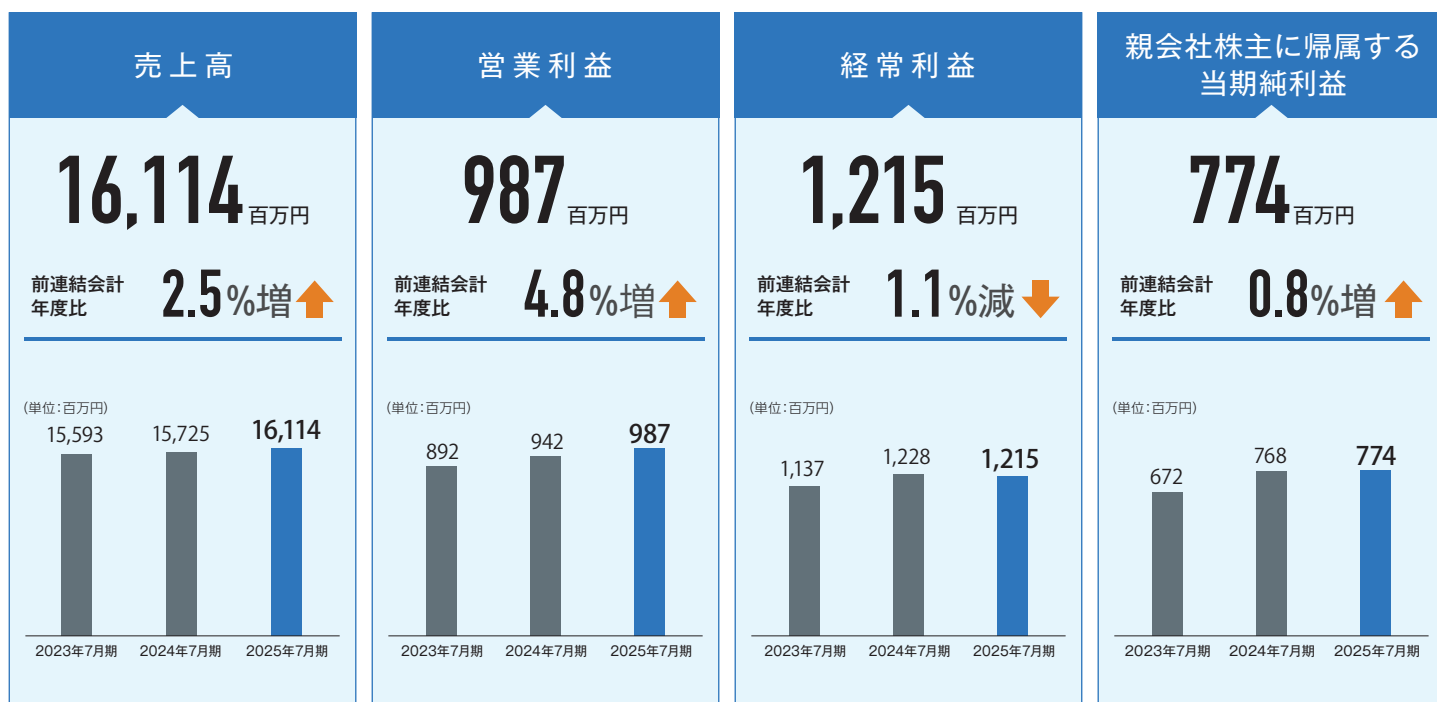 売上高
16,114百万円
前連結会計
年度比
2.5%増
(単位:百万円)
15,593
15,725
16,114
2023年7月期
2024年7月期
2025年7月期
営業利益
987百万円
前連結会計
年度比
4.8%増
(単位:百万円)
892
942
987
2023年7月期
2024年7月期
2025年7月期
経常利益
1,215百万円
前連結会計
年度比
1.1%減
(単位:百万円)
1,137
1,228
1,215
2023年7月期
2024年7月期
2025年7月期
親会社株主に帰属する
当期純利益
774百万円
前連結会計
年度比
0.8%増
(単位:百万円)
672
768
774
2023年7月期
2024年7月期
2025年7月期